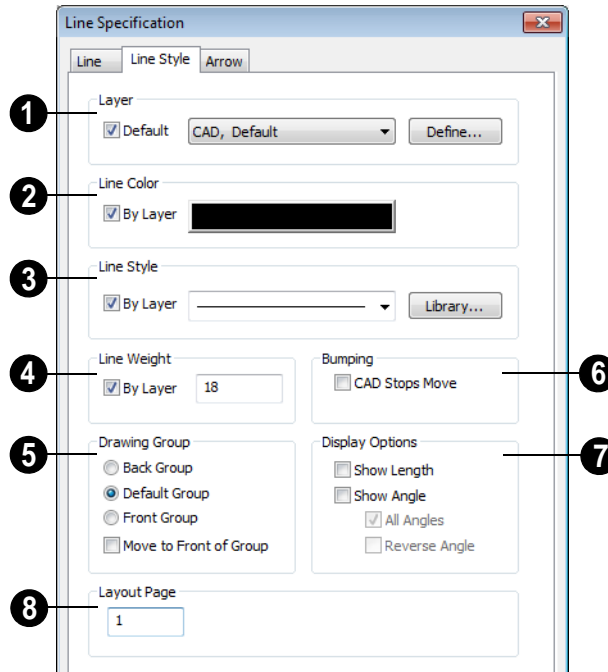 Line Specification
Line Line Style Arrow
1 Layer
Default CAD, Default Define...
2 Line Color
By Layer
3 Line Style
By Layer Library...
4 Line Weight
By Layer 18
Bumping 6
CAD Stops Move
5 Drawing Group
Back Group
Default Group
Front Group
Move to Front of Group
Display Options 7
Show Length
Show Angle
All Angles
Reverse Angle
8 Layout Page
1